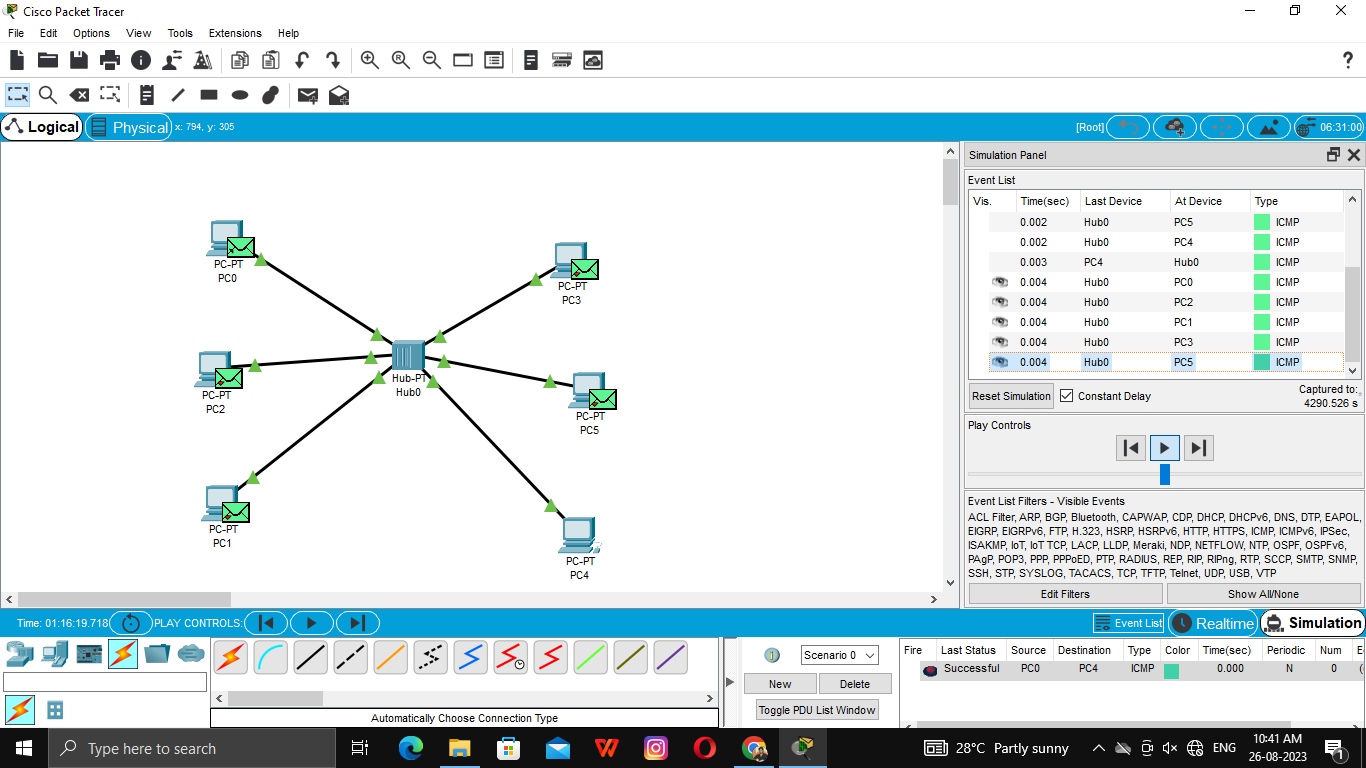 Cisco Packet Tracer
File Edit Options View Tools Extensions Help
?
Logical Physical x: 794, y: 305 [Root] 06:31:00
Simulation Panel
Event List
Vis. Time(sec) Last Device At Device Type
0.002 Hub0 PC5 ICMP
0.002 Hub0 PC4 ICMP
0.003 PC4 Hub0 ICMP
0.004 Hub0 PC0 ICMP
0.004 Hub0 PC2 ICMP
0.004 Hub0 PC1 ICMP
0.004 Hub0 PC3 ICMP
0.004 Hub0 PC5 ICMP
Reset Simulation Constant Delay Captured to:
4290.526 s
Play Controls
Event List Filters - Visible Events
ACL Filter, ARP, BGP, Bluetooth, CAPWAP, CDP, DHCP, DHCPv6, DNS, DTP, EAPOL,
EIGRP, EIGRPv6, FTP, H.323, HSRP, HSRPv6, HTTP, HTTPS, ICMP, ICMPv6, IPSec,
ISAKMP, IoT, IoT TCP, LACP, LLDP, Meraki, NDP, NETFLOW, NTP, OSPF, OSPFv6,
PAgP, POP3, PPP, PPPoED, PTP, RADIUS, REP, RIP, RIPng, RTP, SCCP, SMTP, SNMP,
SSH, STP, SYSLOG, TACACS, TCP, TFTP, Telnet, UDP, USB, VTP
Edit Filters Show All/None
PC-PT
PC0
PC-PT
PC3
PC-PT
PC2
Hub-PT
Hub0
PC-PT
PC5
PC-PT
PC1
PC-PT
PC4
Time: 01:16:19.718 PLAY CONTROLS: Event List Realtime Simulation
Automatically Choose Connection Type
Scenario 0
New Delete
Toggle PDU List Window
Fire Last Status Source Destination Type Color Time(sec) Periodic Num
Successful PC0 PC4 ICMP 0.000 N 0
Type here to search
28°C Partly sunny ENG
10:41 AM
26-08-2023
1